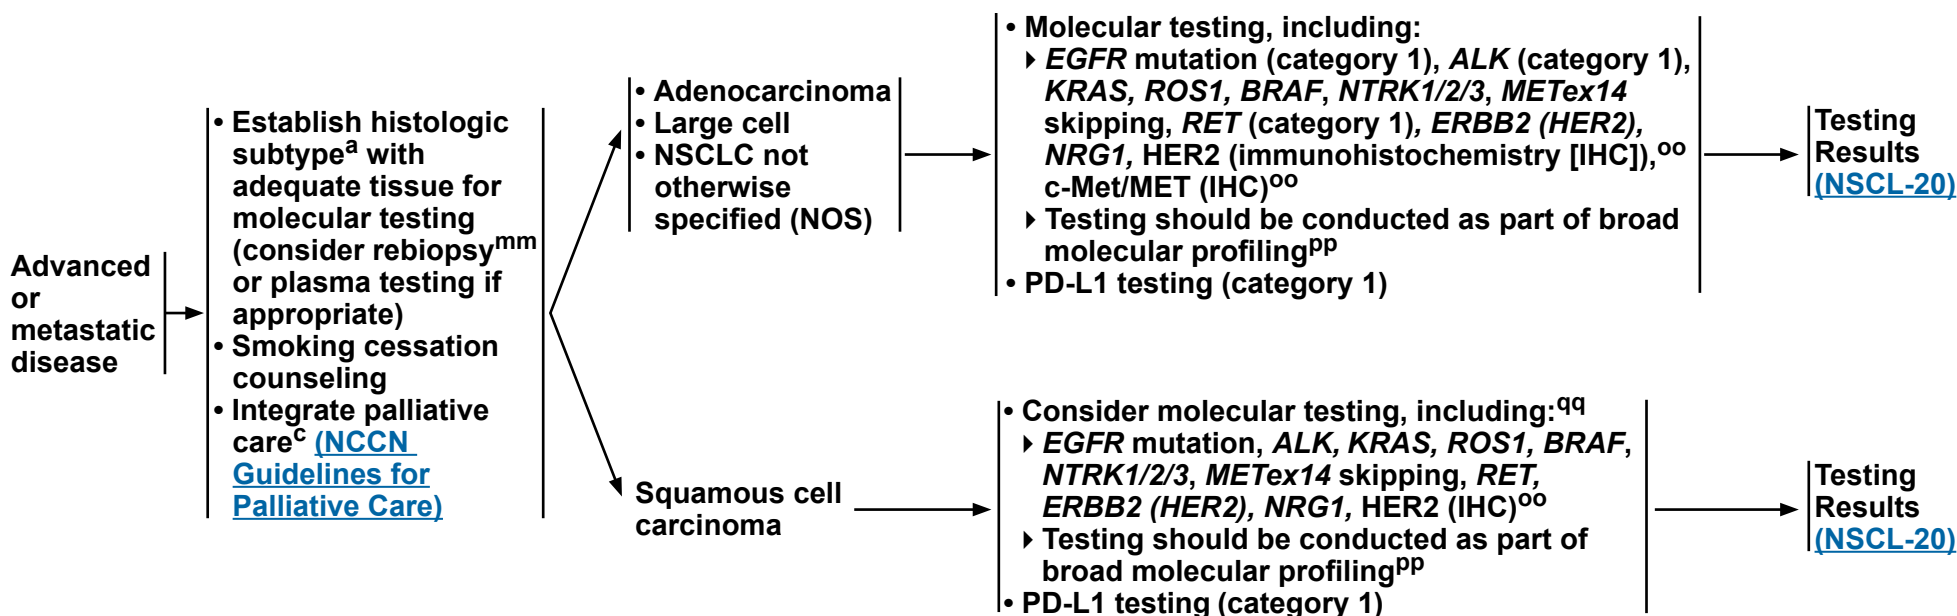 Advanced
or
metastatic
disease
• Establish histologic
subtypeᵃ with
adequate tissue for
molecular testing
(consider rebiopsyᵐᵐ
or plasma testing if
appropriate)
• Smoking cessation
counseling
• Integrate palliative
careᶜ (NCCN
Guidelines for
Palliative Care)
• Adenocarcinoma
• Large cell
• NSCLC not
otherwise
specified (NOS)
• Molecular testing, including:
▸ EGFR mutation (category 1), ALK (category 1),
KRAS, ROS1, BRAF, NTRK1/2/3, METex14
skipping, RET (category 1), ERBB2 (HER2),
NRG1, HER2 (immunohistochemistry [IHC]),ᵒᵒ
c-Met/MET (IHC)ᵒᵒ
▸ Testing should be conducted as part of broad
molecular profilingᵖᵖ
• PD-L1 testing (category 1)
Testing
Results
(NSCL-20)
Squamous cell
carcinoma
• Consider molecular testing, including:qq
▸ EGFR mutation, ALK, KRAS, ROS1, BRAF,
NTRK1/2/3, METex14 skipping, RET,
ERBB2 (HER2), NRG1, HER2 (IHC)ᵒᵒ
▸ Testing should be conducted as part of
broad molecular profilingᵖᵖ
• PD-L1 testing (category 1)
Testing
Results
(NSCL-20)